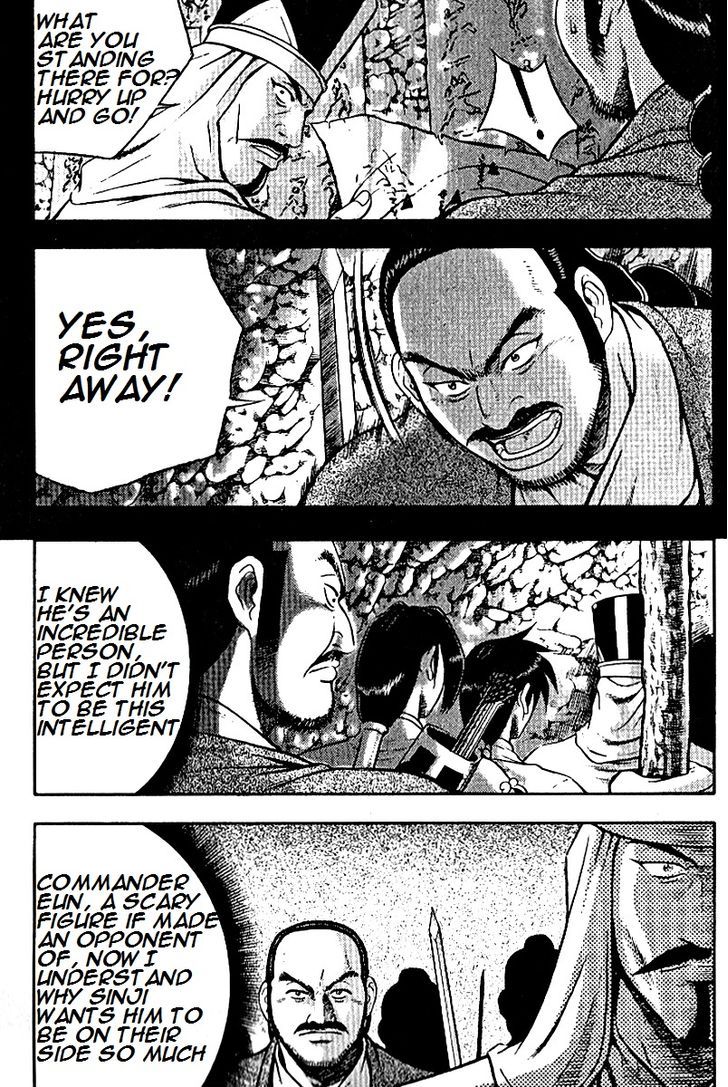 WHAT
ARE YOU
STANDING
THERE FOR?
HURRY UP
AND GO!
!
YES,
RIGHT
AWAY!
I KNEW
HE'S AN
INCREDIBLE
PERSON,
BUT I DIDN'T
EXPECT HIM
TO BE THIS
INTELLIGENT
COMMANDER
EUN, A SCARY
FIGURE IF MADE
AN OPPONENT
OF, NOW I
UNDERSTAND
WHY SINJI
WANTS HIM TO
BE ON THEIR
SIDE SO MUCH